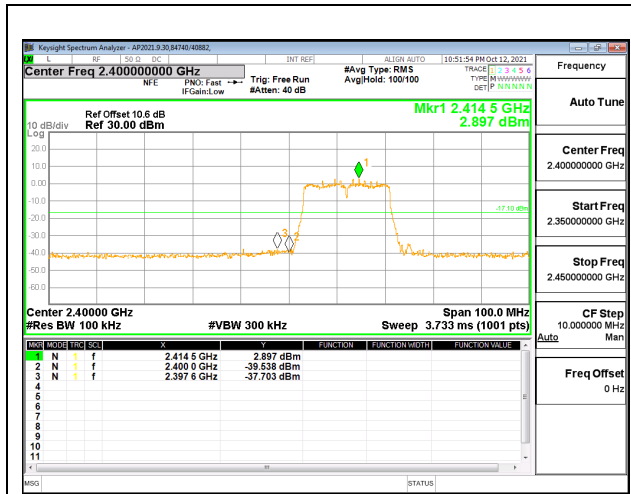 Keysight Spectrum Analyzer - AP2021.9.30,84740/40882,
LXI L RF 50 Ω DC INT REF ALIGN AUTO 10:51:54 PM Oct 12, 2021
Center Freq 2.400000000 GHz
NFE PNO: Fast IFGain:Low
Trig: Free Run #Atten: 40 dB
#Avg Type: RMS Avg|Hold: 100/100
TRACE 1 2 3 4 5 6
TYPE M WWWWW
DET P N N N N N
Mkr1 2.414 5 GHz
2.897 dBm
Ref Offset 10.6 dB
10 dB/div Ref 30.00 dBm
Log
20.0
10.0
0.00
-10.0
-20.0
-30.0
-40.0
-50.0
-60.0
1
-17.10 dBm
3
2
Center 2.40000 GHz Span 100.0 MHz
#Res BW 100 kHz #VBW 300 kHz Sweep 3.733 ms (1001 pts)
MKR MODE TRC SCL X Y FUNCTION FUNCTION WIDTH FUNCTION VALUE
1 N 1 f 2.414 5 GHz 2.897 dBm
2 N 1 f 2.400 0 GHz -39.538 dBm
3 N 1 f 2.397 6 GHz -37.703 dBm
4
5
6
7
8
9
10
11
MSG STATUS
Frequency
Auto Tune
Center Freq
2.400000000 GHz
Start Freq
2.350000000 GHz
Stop Freq
2.450000000 GHz
CF Step
10.000000 MHz
Auto Man
Freq Offset
0 Hz